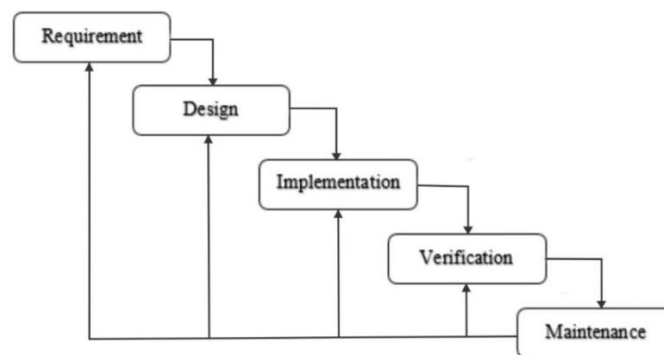 Requirement
Design
Implementation
Verification
Maintenance